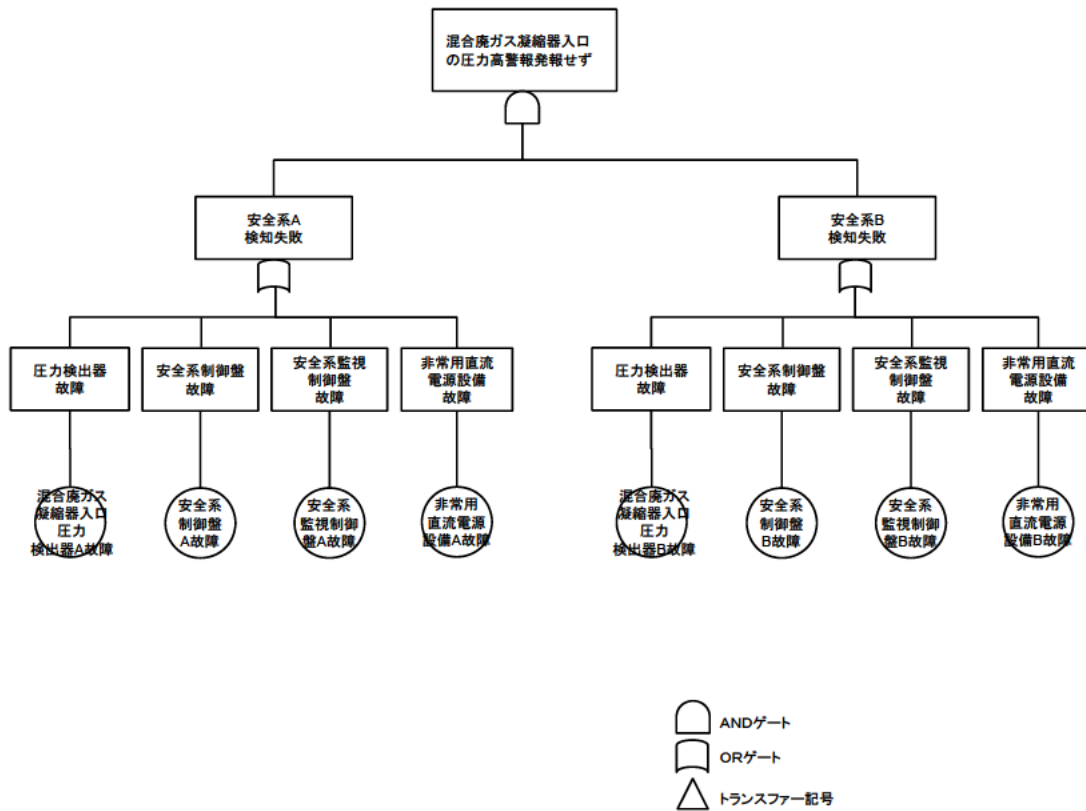 混合廃ガス凝縮器入口
の圧力高警報発報せず
安全系A
検知失敗
安全系B
検知失敗
圧力検出器
故障
安全系制御盤
故障
安全系監視
制御盤
故障
非常用直流
電源設備
故障
圧力検出器
故障
安全系制御盤
故障
安全系監視
制御盤
故障
非常用直流
電源設備
故障
混合廃ガス
凝縮器入口
圧力
検出器A故障
安全系
制御盤
A故障
安全系
監視制御
盤A故障
非常用
直流電源
設備A故障
混合廃ガス
凝縮器入口
圧力
検出器B故障
安全系
制御盤
B故障
安全系
監視制御
盤B故障
非常用
直流電源
設備B故障
ANDゲート
ORゲート
トランスファー記号